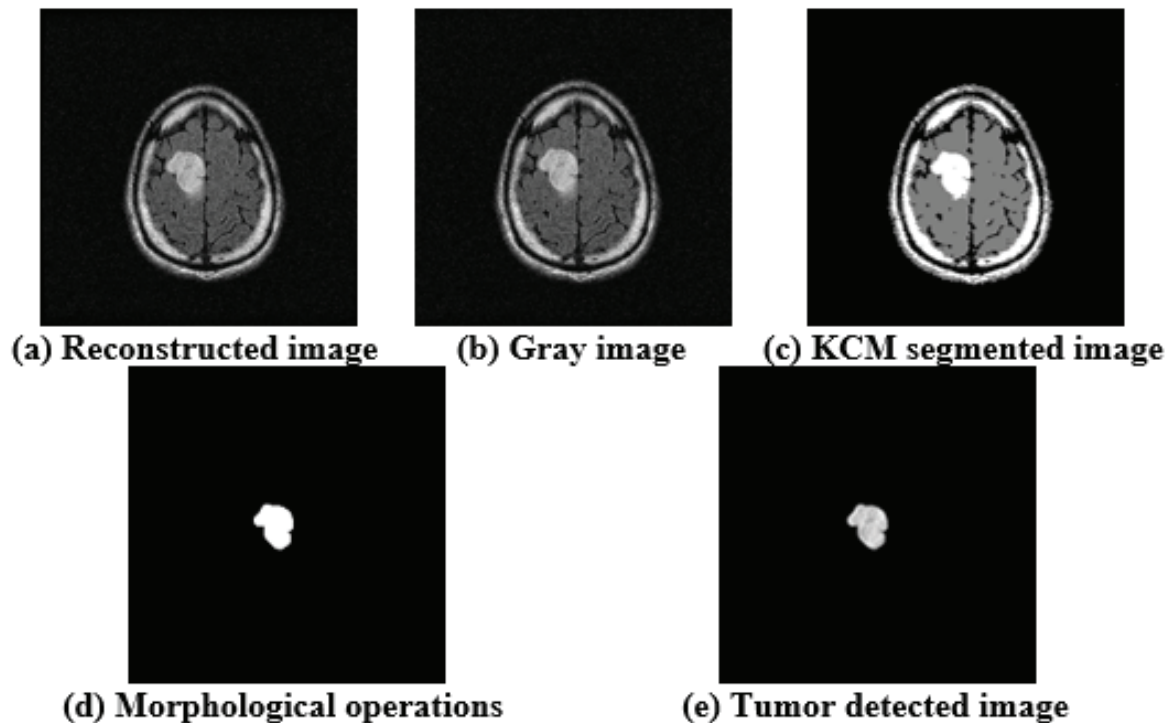 (a) Reconstructed image (b) Gray image (c) KCM segmented image
(d) Morphological operations (e) Tumor detected image